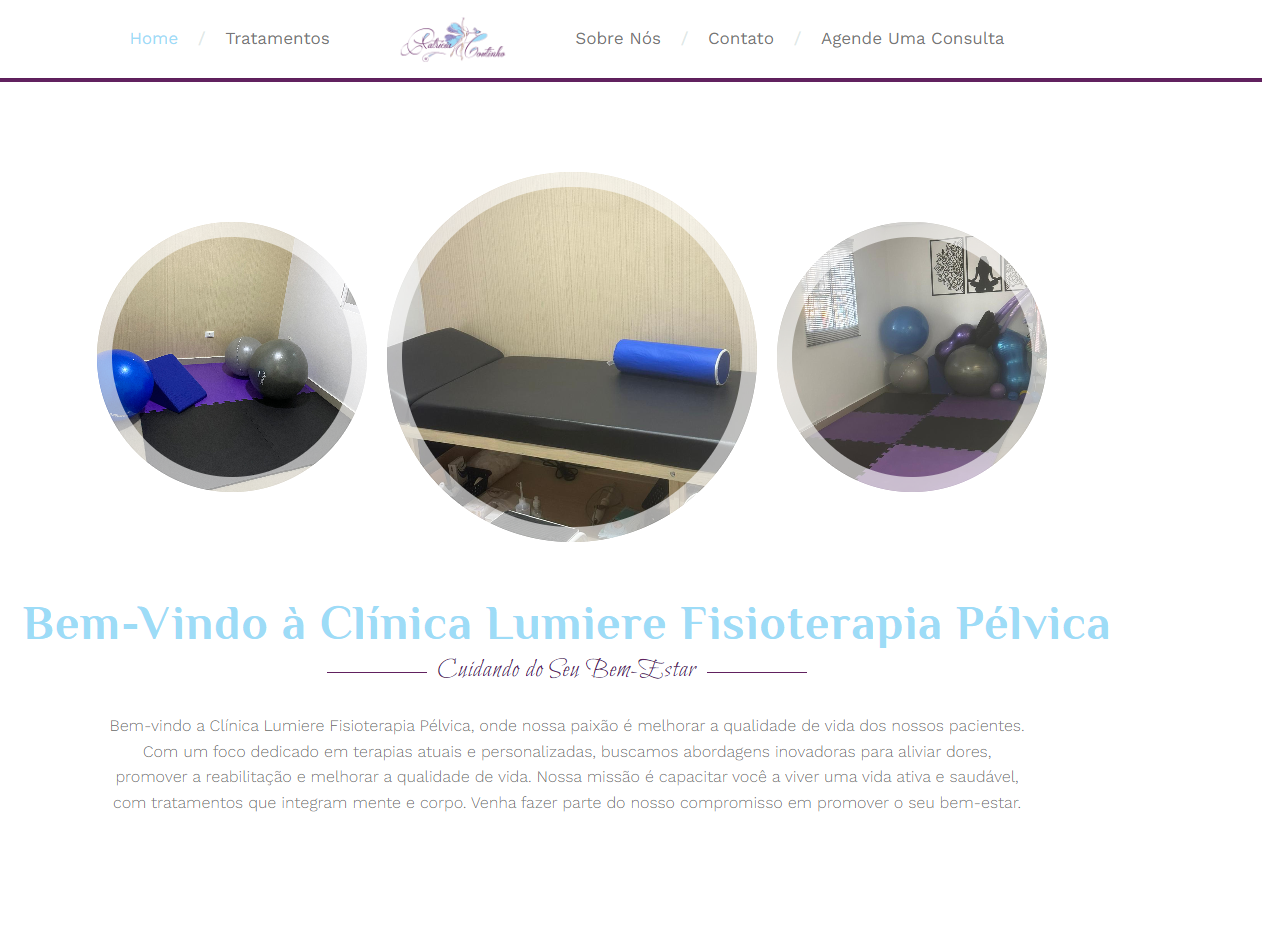 Home / Tratamentos
Patrícia Coutinho
Sobre Nós / Contato / Agende Uma Consulta
Bem-Vindo à Clínica Lumiere Fisioterapia Pélvica
Cuidando do Seu Bem-Estar
Bem-vindo a Clínica Lumiere Fisioterapia Pélvica, onde nossa paixão é melhorar a qualidade de vida dos nossos pacientes.
Com um foco dedicado em terapias atuais e personalizadas, buscamos abordagens inovadoras para aliviar dores,
promover a reabilitação e melhorar a qualidade de vida. Nossa missão é capacitar você a viver uma vida ativa e saudável,
com tratamentos que integram mente e corpo. Venha fazer parte do nosso compromisso em promover o seu bem-estar.